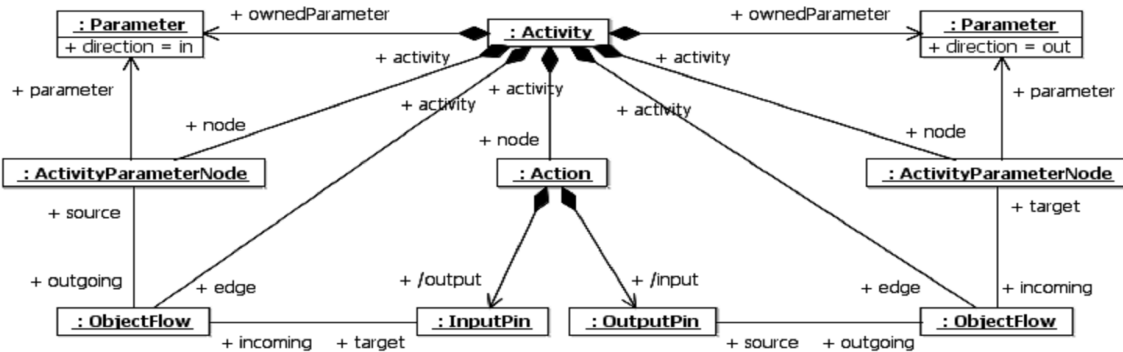 + ownedParameter
+ ownedParameter
: Parameter
: Activity
: Parameter
+ direction = in
+ direction = out
+ activity
+ activity
+ parameter
+ activity
+ activity
+ activity
+ parameter
+ node
+ node
+ node
: ActivityParameterNode
: Action
: ActivityParameterNode
+ source
+ target
+ outgoing
+ /output
+ /input
+ edge
+ edge
+ incoming
: ObjectFlow
: InputPin
: OutputPin
: ObjectFlow
+ incoming
+ target
+ source
+ outgoing